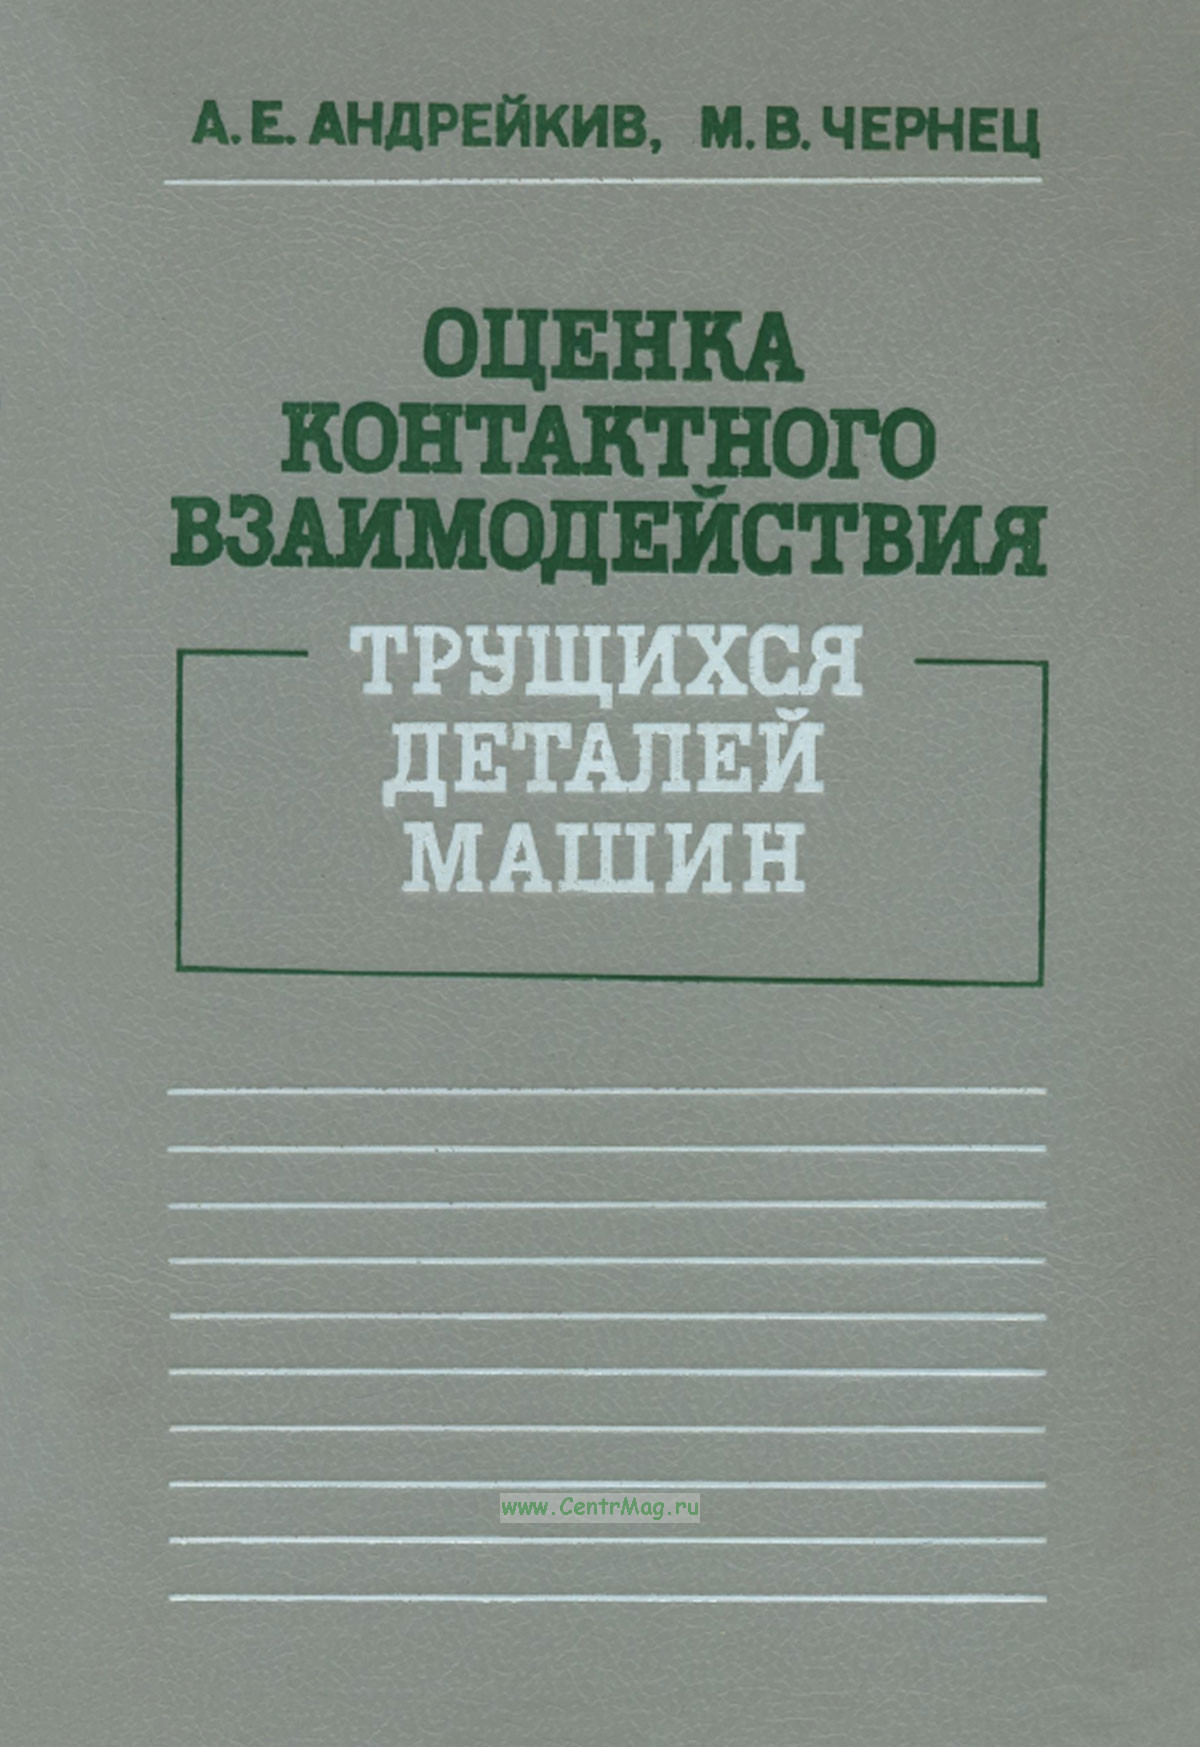 А. Е. АНДРЕЙКИВ, М. В. ЧЕРНЕЦ
ОЦЕНКА
КОНТАКТНОГО
ВЗАИМОДЕЙСТВИЯ
ТРУЩИХСЯ
ДЕТАЛЕЙ
МАШИН
www.CentrMag.ru